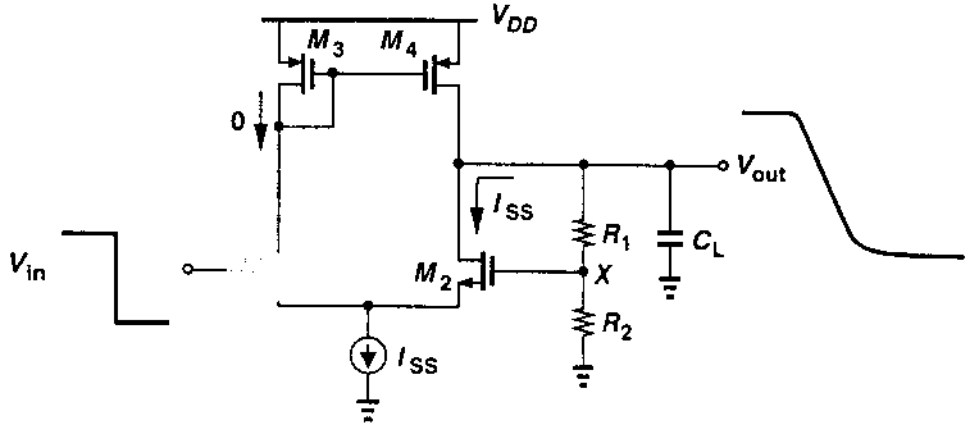 V_DD
M_3
M_4
0
V_out
I_SS
R_1
C_L
V_in
M_2
X
R_2
I_SS